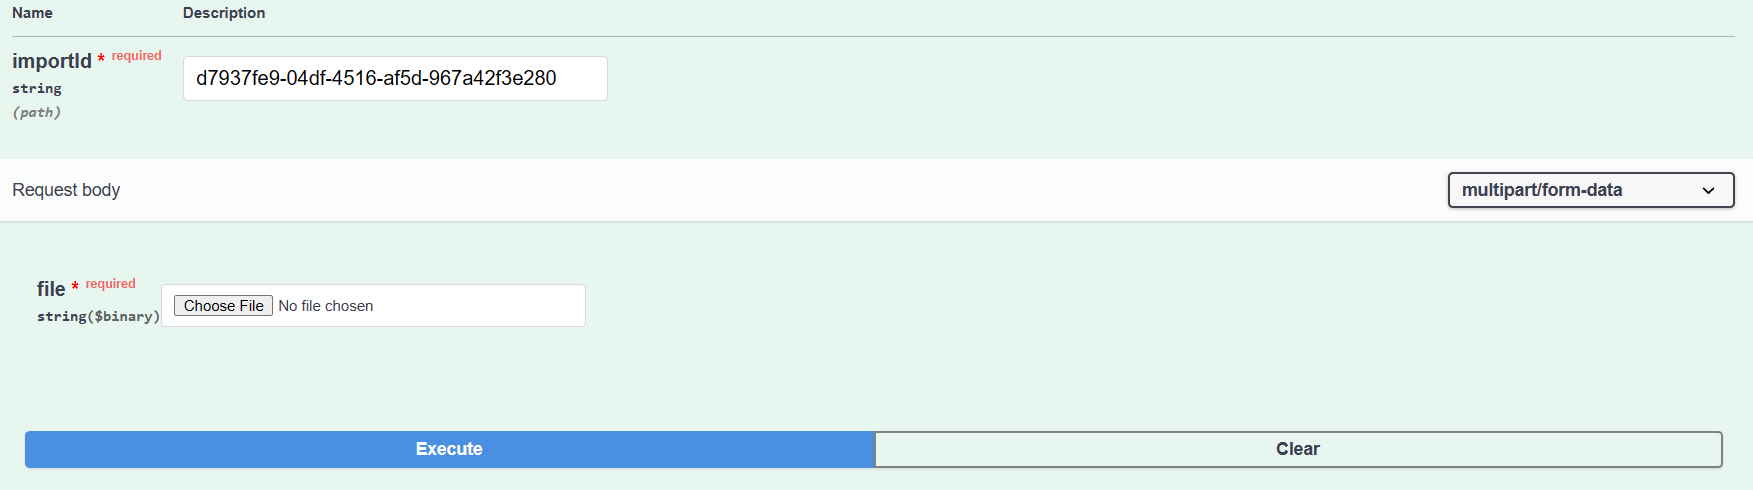 Name Description
importId * required
d7937fe9-04df-4516-af5d-967a42f3e280
string
(path)
Request body
multipart/form-data
file * required
string($binary)
Choose File No file chosen
Execute
Clear